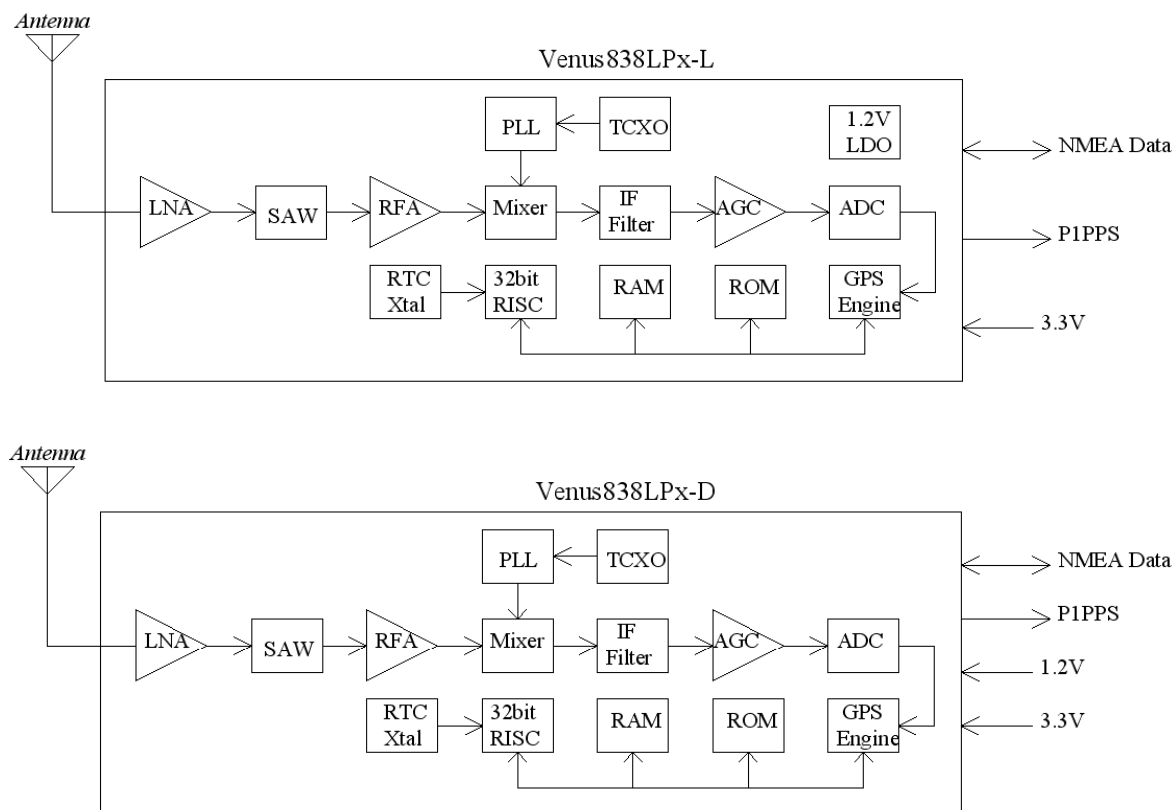 Antenna
Venus838LPx-L
PLL
TCXO
1.2V
LDO
NMEA Data
LNA
SAW
RFA
Mixer
IF
Filter
AGC
ADC
P1PPS
RTC
Xtal
32bit
RISC
RAM
ROM
GPS
Engine
3.3V
Antenna
Venus838LPx-D
PLL
TCXO
NMEA Data
P1PPS
LNA
SAW
RFA
Mixer
IF
Filter
AGC
ADC
1.2V
RTC
Xtal
32bit
RISC
RAM
ROM
GPS
Engine
3.3V